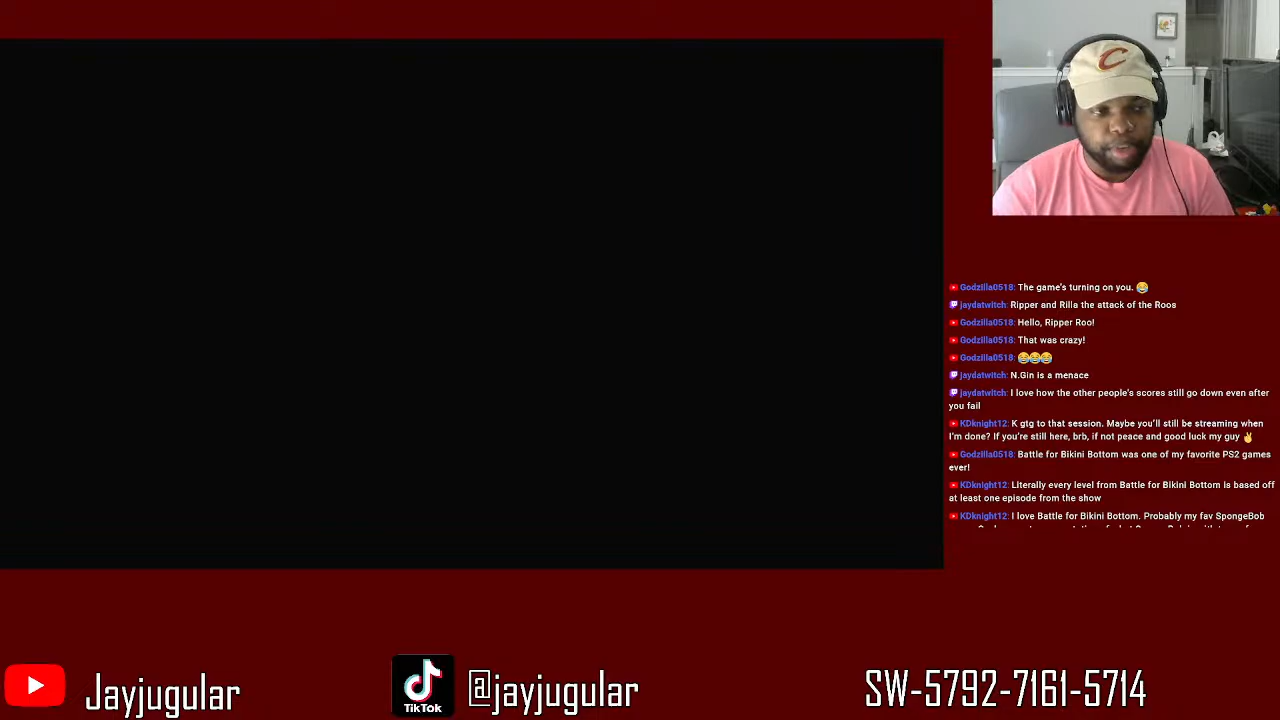 C
Godzilla0518: The game's turning on you. 😂
jaydatwitch: Ripper and Rilla the attack of the Roos
Godzilla0518: Hello, Ripper Roo!
Godzilla0518: That was crazy!
Godzilla0518: 😂😂😂
jaydatwitch: N.Gin is a menace
jaydatwitch: I love how the other people's scores still go down even after
you fail
KDknight12: K gtg to that session. Maybe you'll still be streaming when
I'm done? If you're still here, brb, if not peace and good luck my guy ✌
Godzilla0518: Battle for Bikini Bottom was one of my favorite PS2 games
ever!
KDknight12: Literally every level from Battle for Bikini Bottom is based off
at least one episode from the show
KDknight12: I love Battle for Bikini Bottom. Probably my fav SpongeBob
Jayjugular
TikTok
@jayjugular
SW-5792-7161-5714